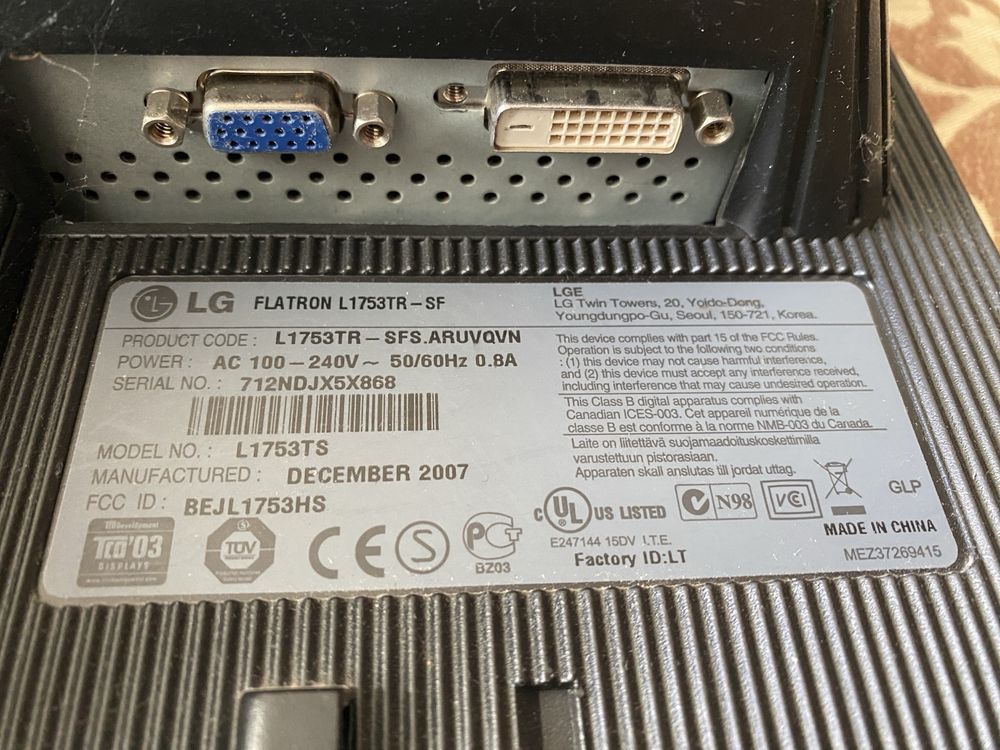 LG FLATRON L1753TR-SF
PRODUCT CODE : L1753TR-SFS.ARUVQVN
POWER : AC 100-240V~ 50/60Hz 0.8A
SERIAL NO. : 712NDJX5X868
MODEL NO. : L1753TS
MANUFACTURED : DECEMBER 2007
FCC ID : BEJL1753HS
LGE
LG Twin Towers, 20, Yoido-Dong,
Youngdungpo-Gu, Seoul, 150-721, Korea.
This device complies with part 15 of the FCC Rules.
Operation is subject to the following two conditions
: (1) this device may not cause harmful interference,
and (2) this device must accept any interference received,
including interference that may cause undesired operation.
This Class B digital apparatus complies with
Canadian ICES-003. Cet appareil numérique de la
classe B est conforme à la norme NMB-003 du Canada.
Laite on liitettävä suojamaadoituskoskettimilla
varustettuun pistorasiaan.
Apparaten skall anslutas till jordat uttag.
TCO Development
TCO'03
DISPLAYS
TÜV
CE
S
PCT
BZ03
c UL US LISTED
E247144 15DV I.T.E.
Factory ID:LT
N98
VCI
GLP
MADE IN CHINA
MEZ37269415